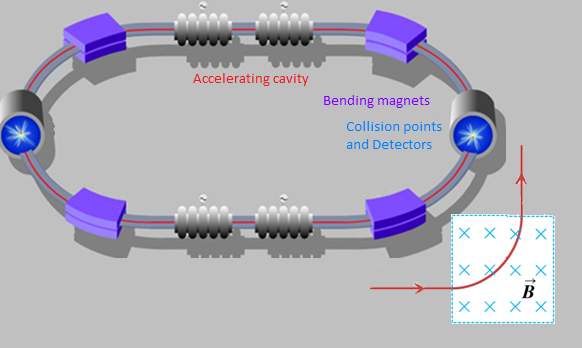 Accelerating cavity
Bending magnets
Collision points
and Detectors
× × × ×
× × × ×
B⃗
× × × ×